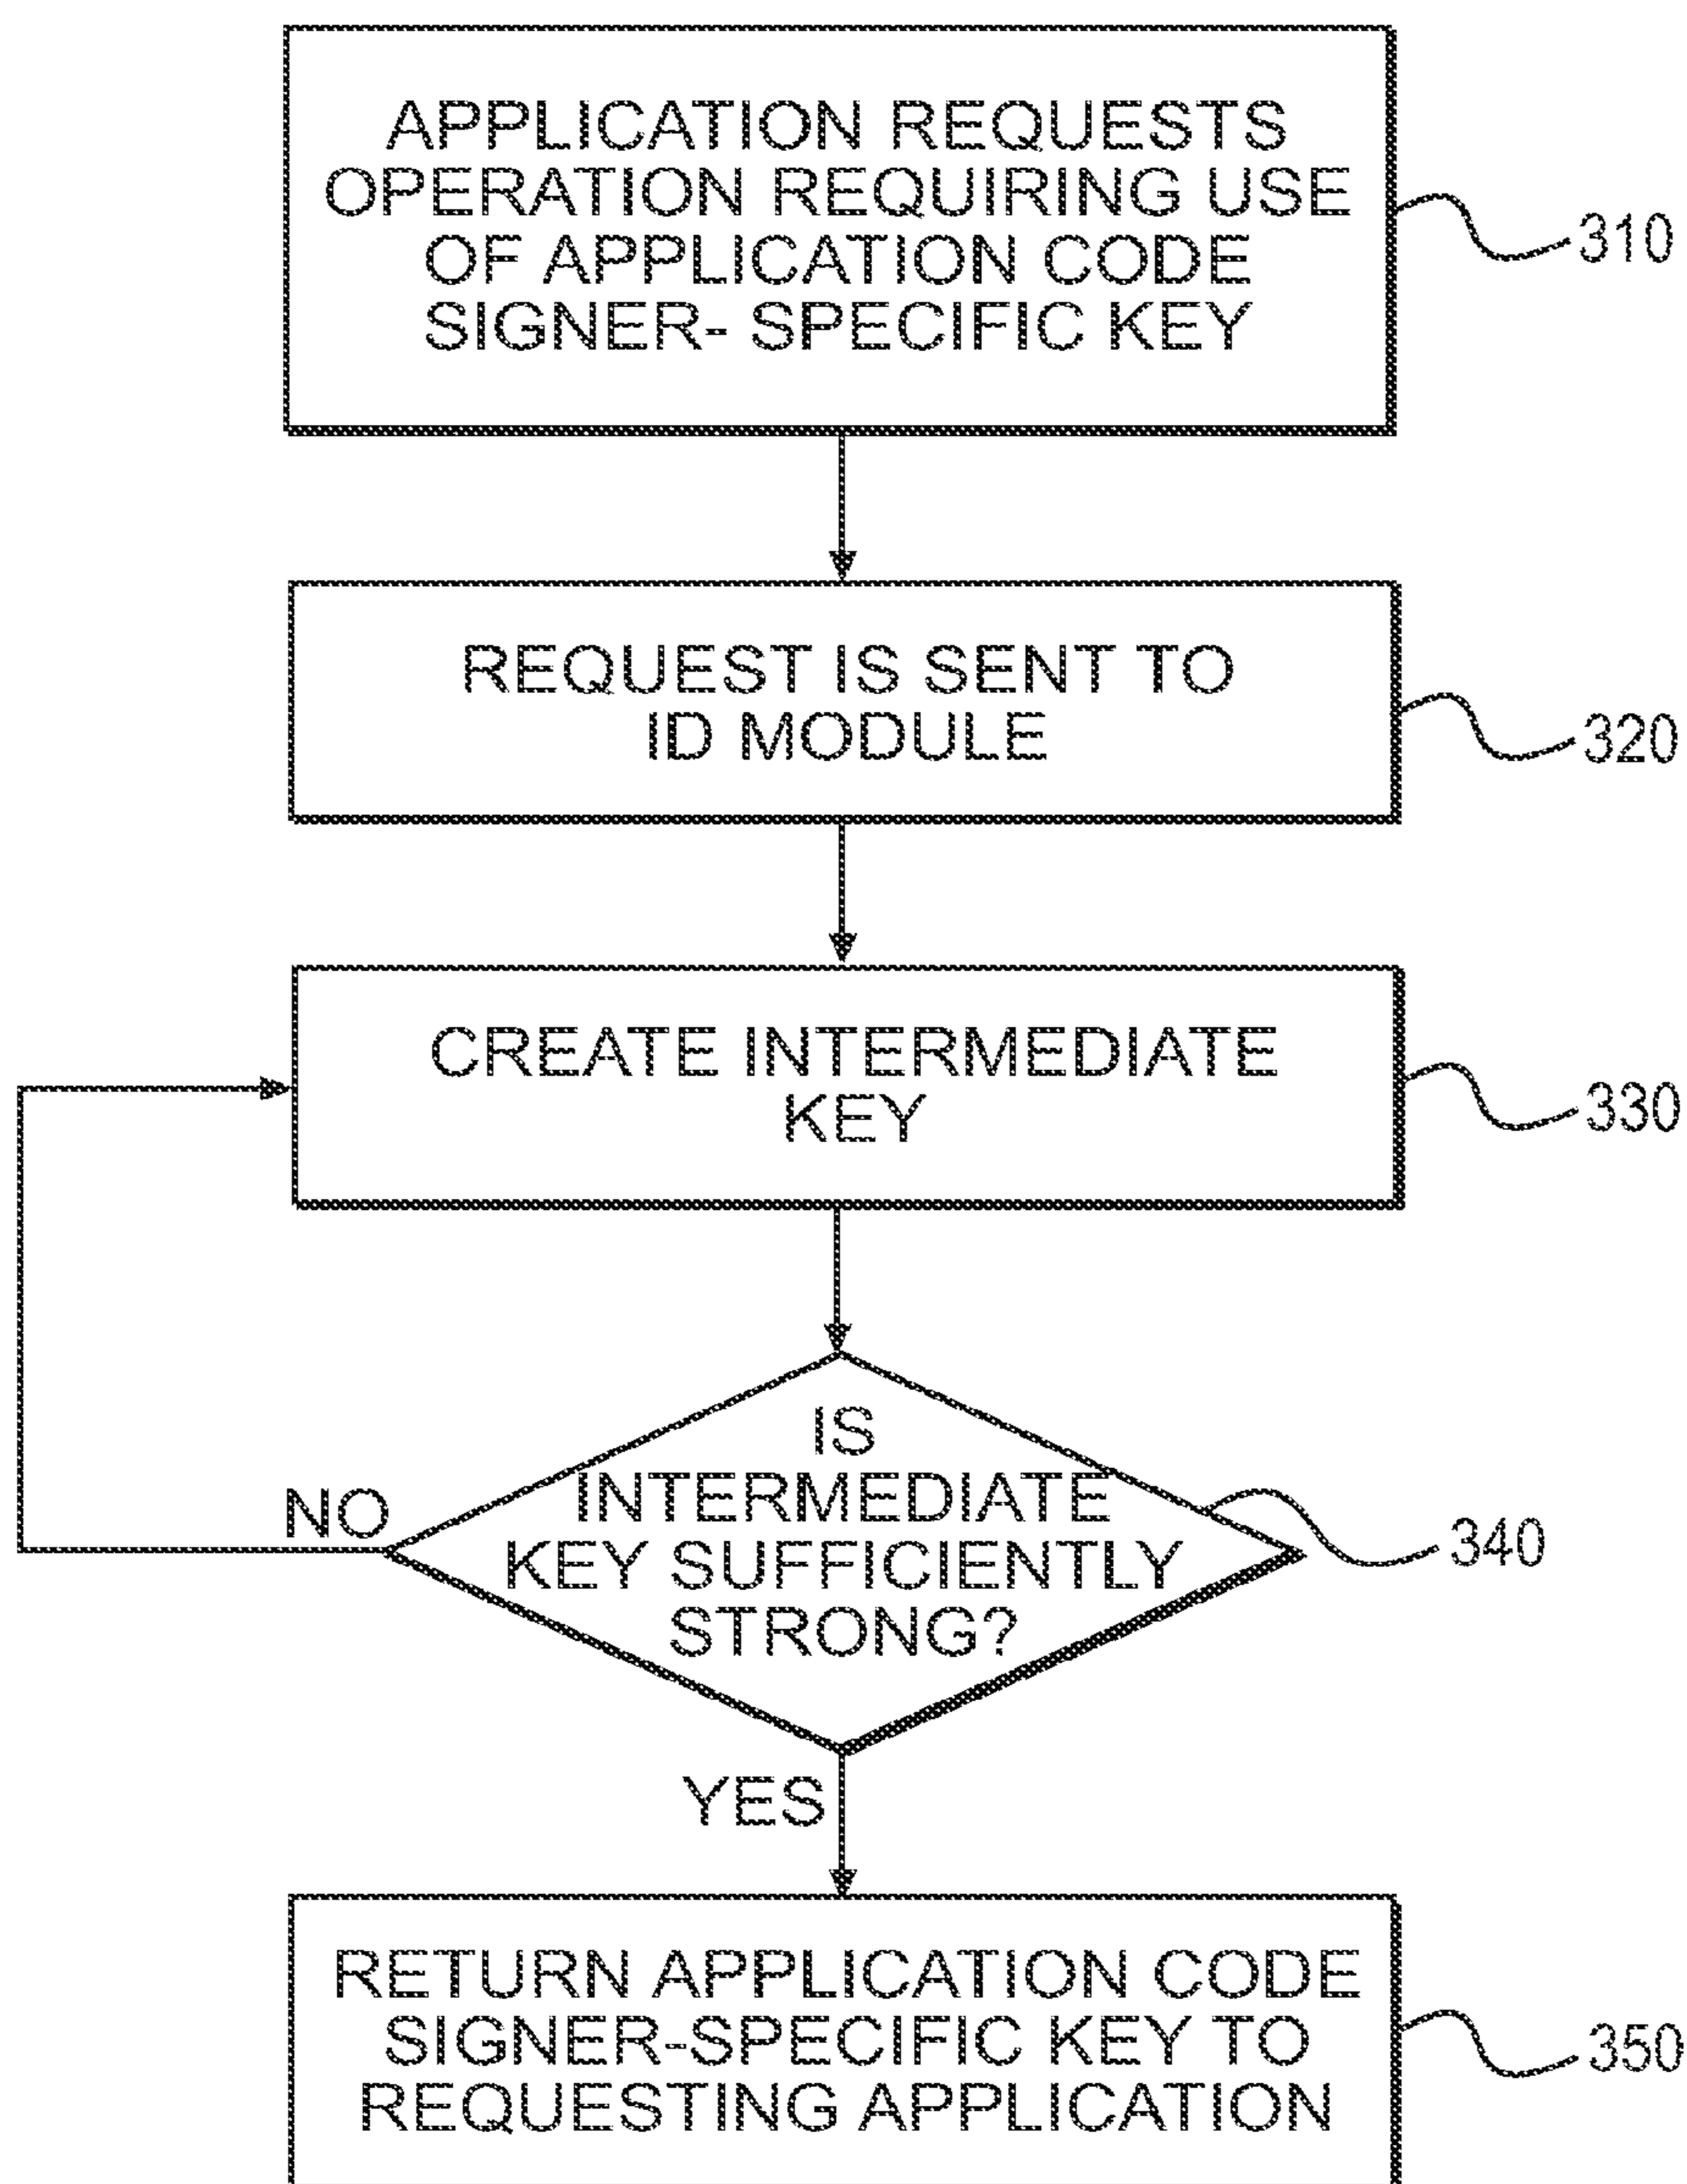 APPLICATION REQUESTS
OPERATION REQUIRING USE
OF APPLICATION CODE
SIGNER- SPECIFIC KEY
310
REQUEST IS SENT TO
ID MODULE
320
CREATE INTERMEDIATE
KEY
330
IS
INTERMEDIATE
KEY SUFFICIENTLY
STRONG?
340
NO
YES
RETURN APPLICATION CODE
SIGNER-SPECIFIC KEY TO
REQUESTING APPLICATION
350